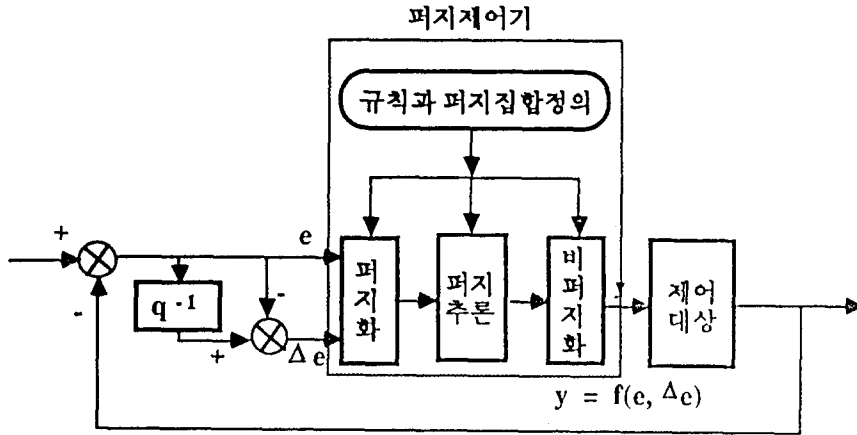 퍼지제어기
규칙과 퍼지집합정의
+
e
-
q -1
-
+
Δe
퍼
지
화
퍼지
추론
비
퍼
지
화
제어
대상
y = f(e, Δe)